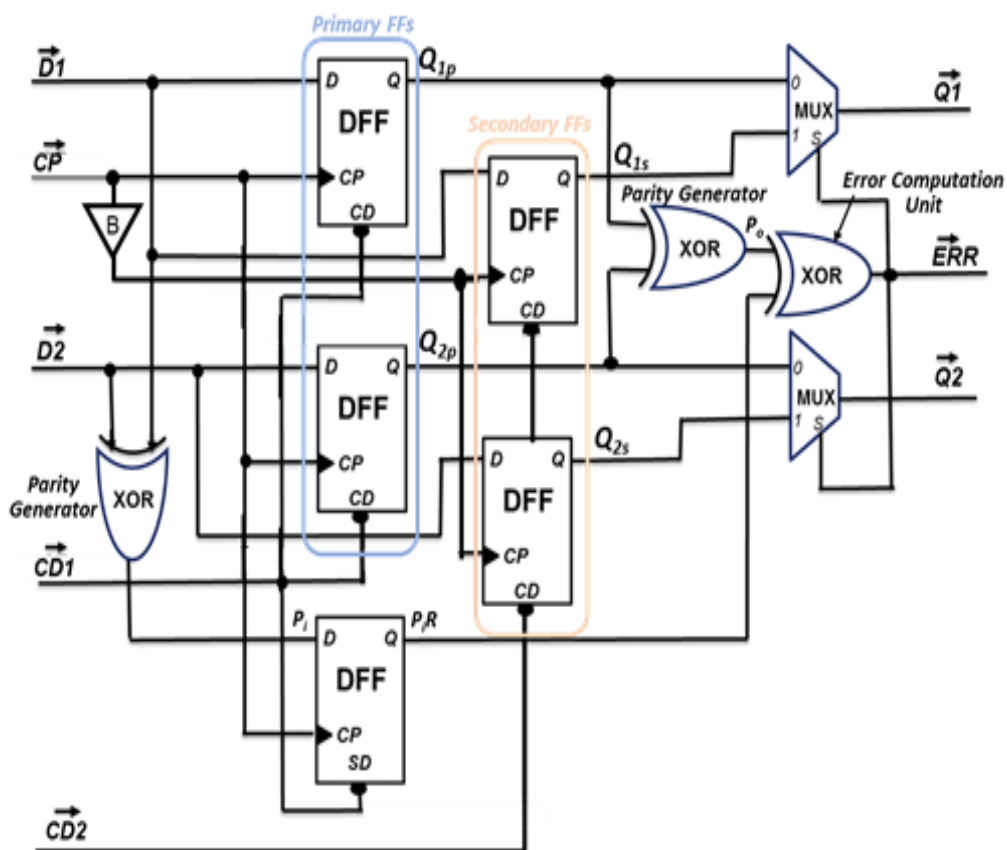 Primary FFs
D1
Q1p
D
Q
DFF
CP
CD
CP
B
Secondary FFs
D
Q
DFF
CP
CD
Q1s
Parity Generator
XOR
Po
0
MUX
1
S
Q1
Error Computation
Unit
XOR
ERR
D2
D
Q
DFF
CP
CD
Q2p
0
MUX
1
S
Q2
Parity
Generator
XOR
D
Q
DFF
CP
CD
Q2s
CD1
Pi
D
Q
DFF
CP
SD
PiR
CD2